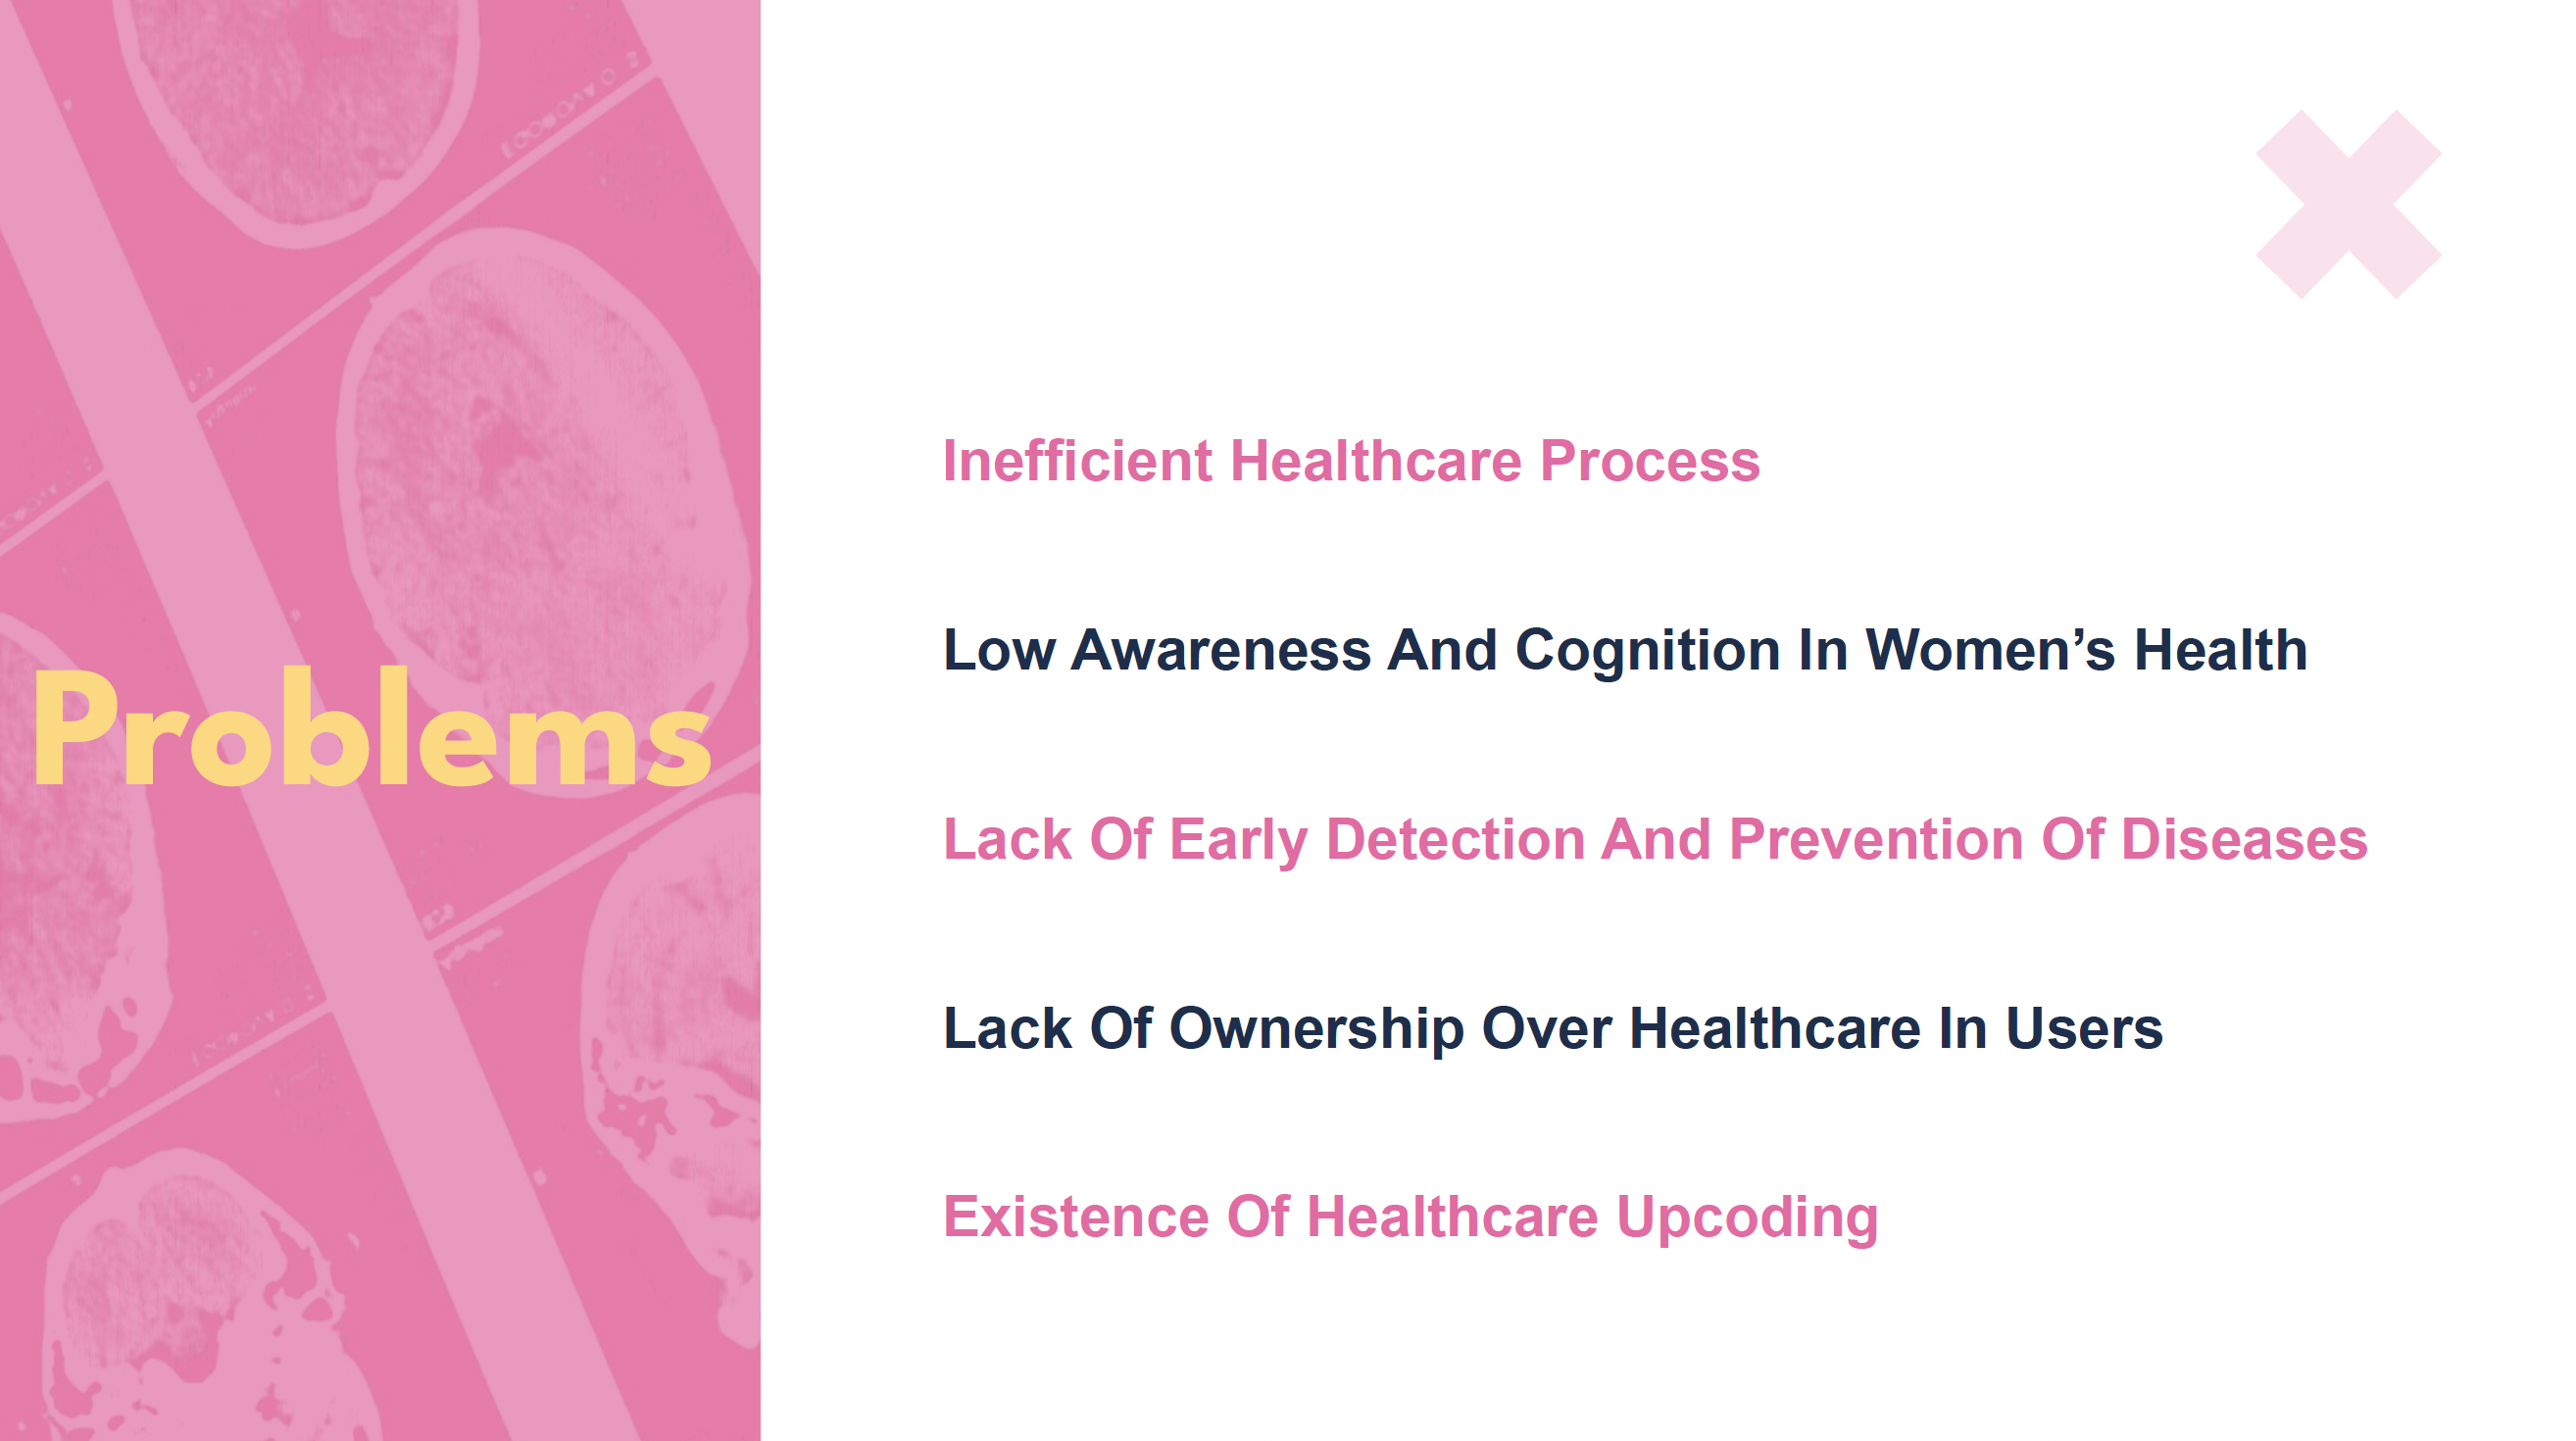 Problems
Inefficient Healthcare Process
Low Awareness And Cognition In Women’s Health
Lack Of Early Detection And Prevention Of Diseases
Lack Of Ownership Over Healthcare In Users
Existence Of Healthcare Upcoding